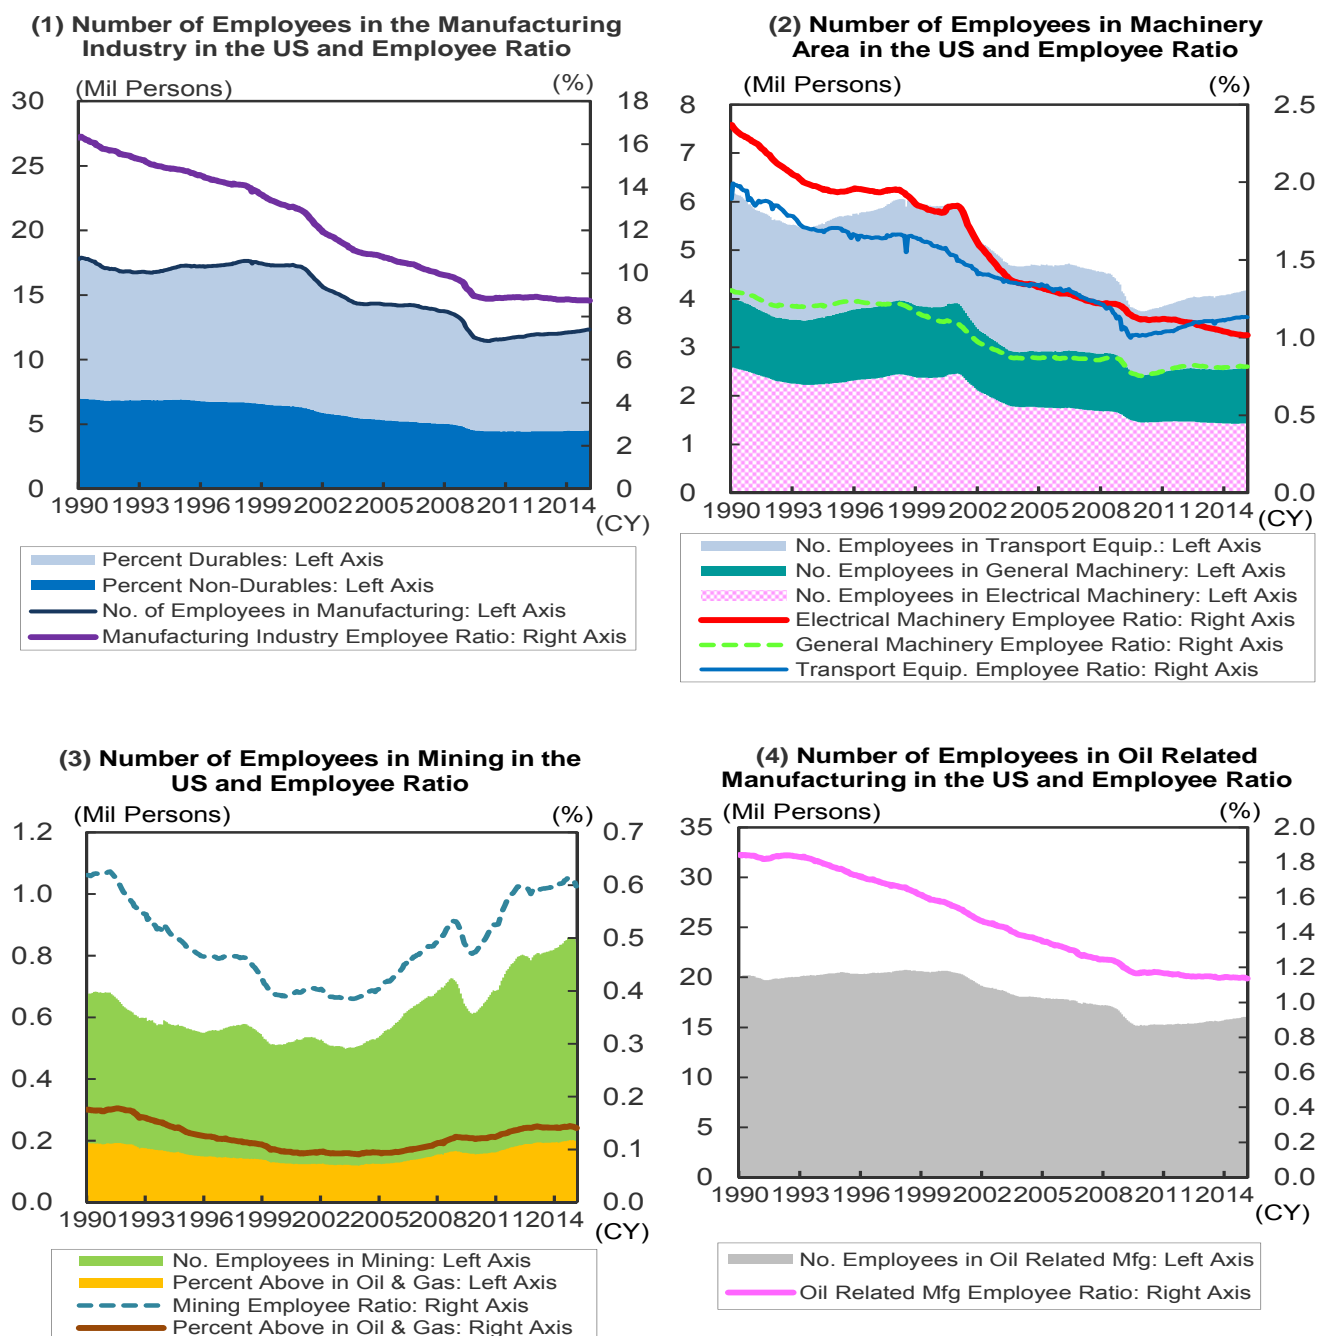 (1) Number of Employees in the Manufacturing
Industry in the US and Employee Ratio
(Mil Persons)
(%)
30
25
20
15
10
5
0
18
16
14
12
10
8
6
4
2
0
1990 1993 1996 1999 2002 2005 2008 2011 2014
(CY)
Percent Durables: Left Axis
Percent Non-Durables: Left Axis
No. of Employees in Manufacturing: Left Axis
Manufacturing Industry Employee Ratio: Right Axis
(2) Number of Employees in Machinery
Area in the US and Employee Ratio
(Mil Persons)
(%)
8
7
6
5
4
3
2
1
0
2.5
2.0
1.5
1.0
0.5
0.0
1990 1993 1996 1999 2002 2005 2008 2011 2014
(CY)
No. Employees in Transport Equip.: Left Axis
No. Employees in General Machinery: Left Axis
No. Employees in Electrical Machinery: Left Axis
Electrical Machinery Employee Ratio: Right Axis
General Machinery Employee Ratio: Right Axis
Transport Equip. Employee Ratio: Right Axis
(3) Number of Employees in Mining in the
US and Employee Ratio
(Mil Persons)
(%)
1.2
1.0
0.8
0.6
0.4
0.2
0.0
0.7
0.6
0.5
0.4
0.3
0.2
0.1
0.0
1990 1993 1996 1999 2002 2005 2008 2011 2014
(CY)
No. Employees in Mining: Left Axis
Percent Above in Oil & Gas: Left Axis
Mining Employee Ratio: Right Axis
Percent Above in Oil & Gas: Right Axis
(4) Number of Employees in Oil Related
Manufacturing in the US and Employee Ratio
(Mil Persons)
(%)
35
30
25
20
15
10
5
0
2.0
1.8
1.6
1.4
1.2
1.0
0.8
0.6
0.4
0.2
0.0
1990 1993 1996 1999 2002 2005 2008 2011 2014
(CY)
No. Employees in Oil Related Mfg: Left Axis
Oil Related Mfg Employee Ratio: Right Axis